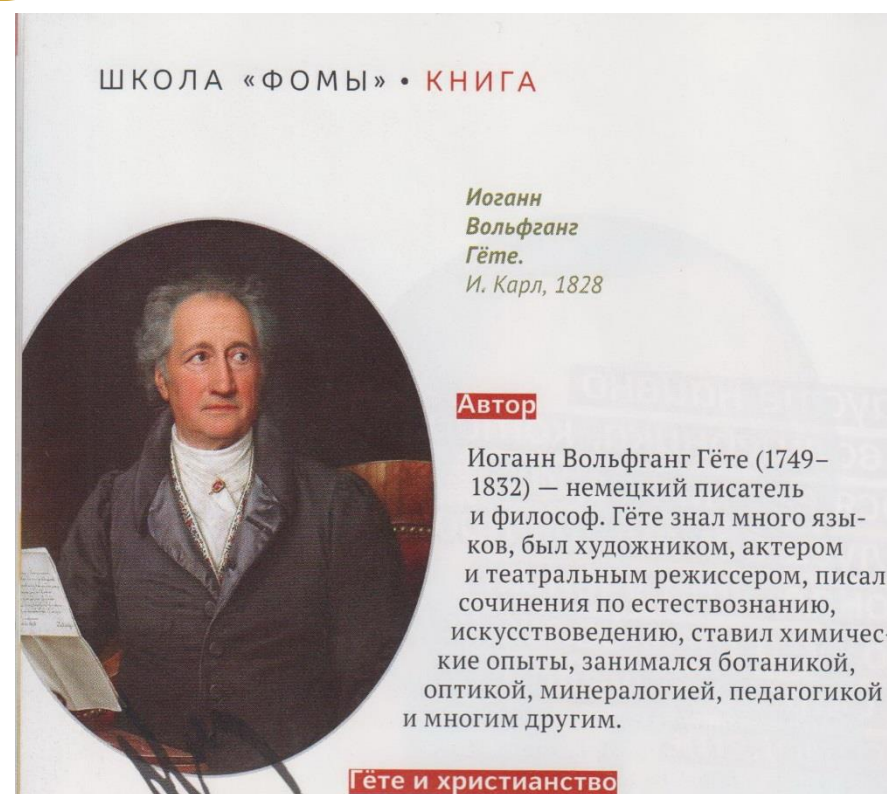 ШКОЛА «ФОМЫ» • КНИГА
Иоганн
Вольфганг
Гёте.
И. Карл, 1828
Автор
Иоганн Вольфганг Гёте (1749–
1832) — немецкий писатель
и философ. Гёте знал много язы-
ков, был художником, актером
и театральным режиссером, писал
сочинения по естествознанию,
искусствоведению, ставил химичес-
кие опыты, занимался ботаникой,
оптикой, минералогией, педагогикой
и многим другим.
Гёте и христианство